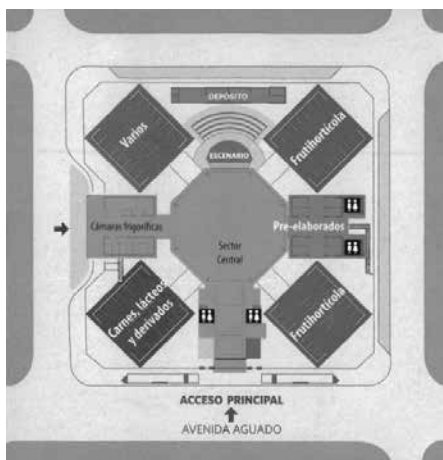 DEPÓSITO
Varios
ESCENARIO
Frutihortícola
Cámaras frigoríficas
Pre-elaborados
Sector
Central
Carnes, lácteos
y derivados
Frutihortícola
ACCESO PRINCIPAL
AVENIDA AGUADO